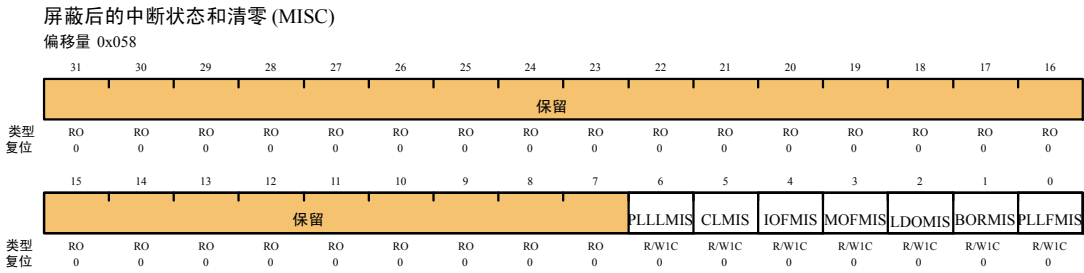 屏蔽后的中断状态和清零 (MISC)
偏移量 0x058
31 30 29 28 27 26 25 24 23 22 21 20 19 18 17 16
保留
类型 RO RO RO RO RO RO RO RO RO RO RO RO RO RO RO RO
复位 0 0 0 0 0 0 0 0 0 0 0 0 0 0 0 0
15 14 13 12 11 10 9 8 7 6 5 4 3 2 1 0
保留 PLLLMIS CLMIS IOFMIS MOFMIS LDOMIS BORMIS PLLFMIS
类型 RO RO RO RO RO RO RO RO RO R/W1C R/W1C R/W1C R/W1C R/W1C R/W1C R/W1C
复位 0 0 0 0 0 0 0 0 0 0 0 0 0 0 0 0